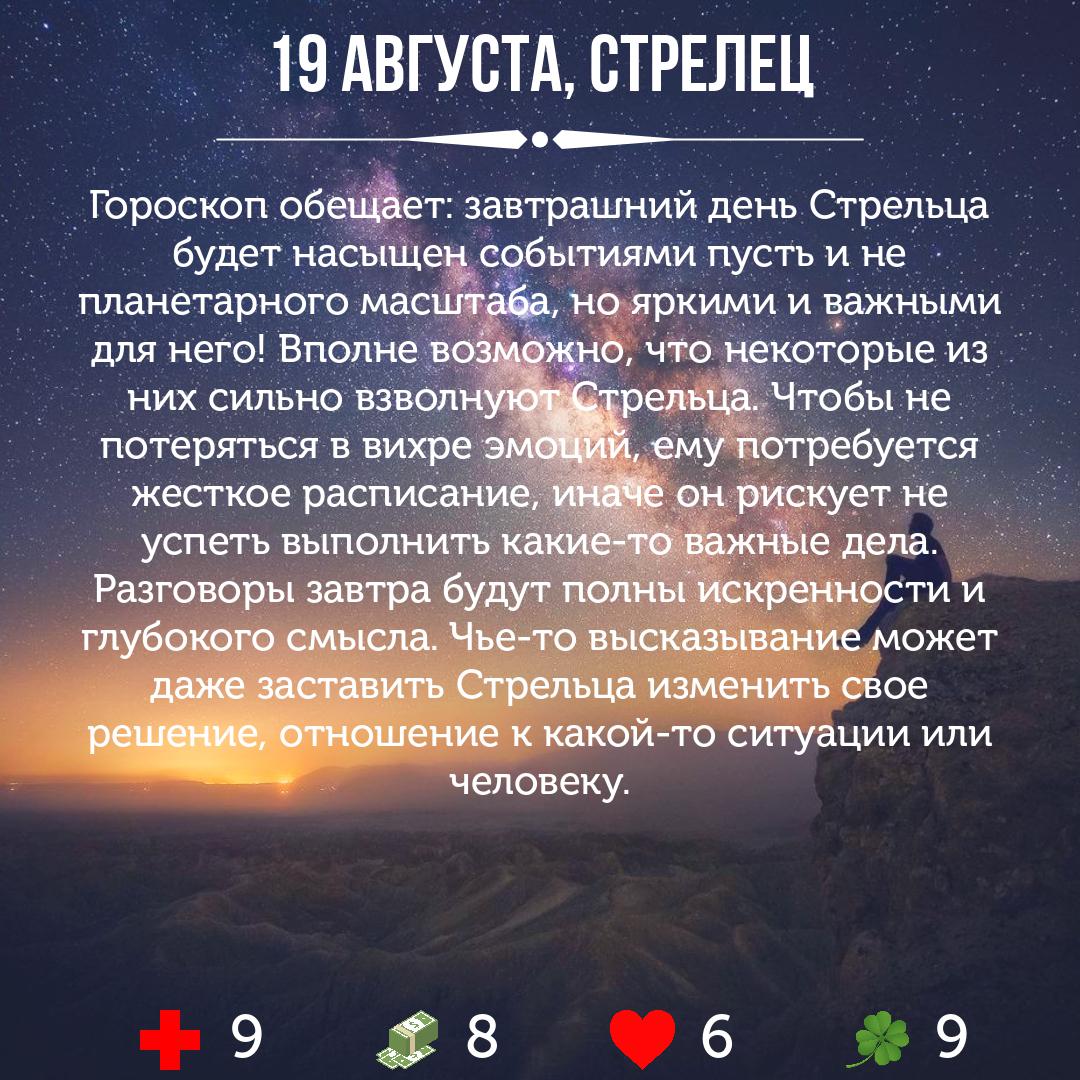 19 АВГУСТА, СТРЕЛЕЦ
Гороскоп обещает: завтрашний день Стрельца
будет насыщен событиями пусть и не
планетарного масштаба, но яркими и важными
для него! Вполне возможно, что некоторые из
них сильно взволнуют Стрельца. Чтобы не
потеряться в вихре эмоций, ему потребуется
жесткое расписание, иначе он рискует не
успеть выполнить какие-то важные дела.
Разговоры завтра будут полны искренности и
глубокого смысла. Чье-то высказывание может
даже заставить Стрельца изменить свое
решение, отношение к какой-то ситуации или
человеку.
9 8 6 9